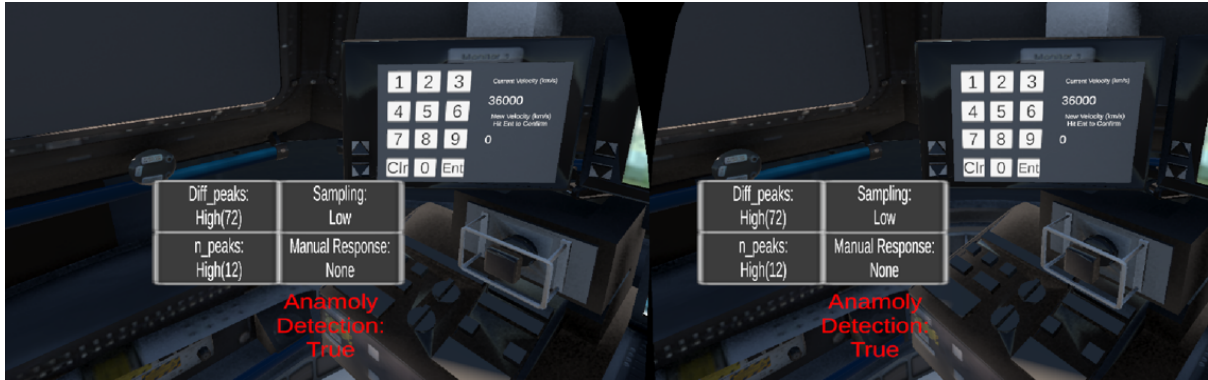 Monitor 2
1 2 3
Current Velocity (km/s)
36000
4 5 6
New Velocity (km/s)
Hit Ent to Confirm
7 8 9
0
Clr 0 Ent
Diff_peaks:
High(72)
Sampling:
Low
n_peaks:
High(12)
Manual Response:
None
Anamoly
Detection:
True
Monitor 2
1 2 3
Current Velocity (km/s)
36000
4 5 6
New Velocity (km/s)
Hit Ent to Confirm
7 8 9
0
Clr 0 Ent
Diff_peaks:
High(72)
Sampling:
Low
n_peaks:
High(12)
Manual Response:
None
Anamoly
Detection:
True